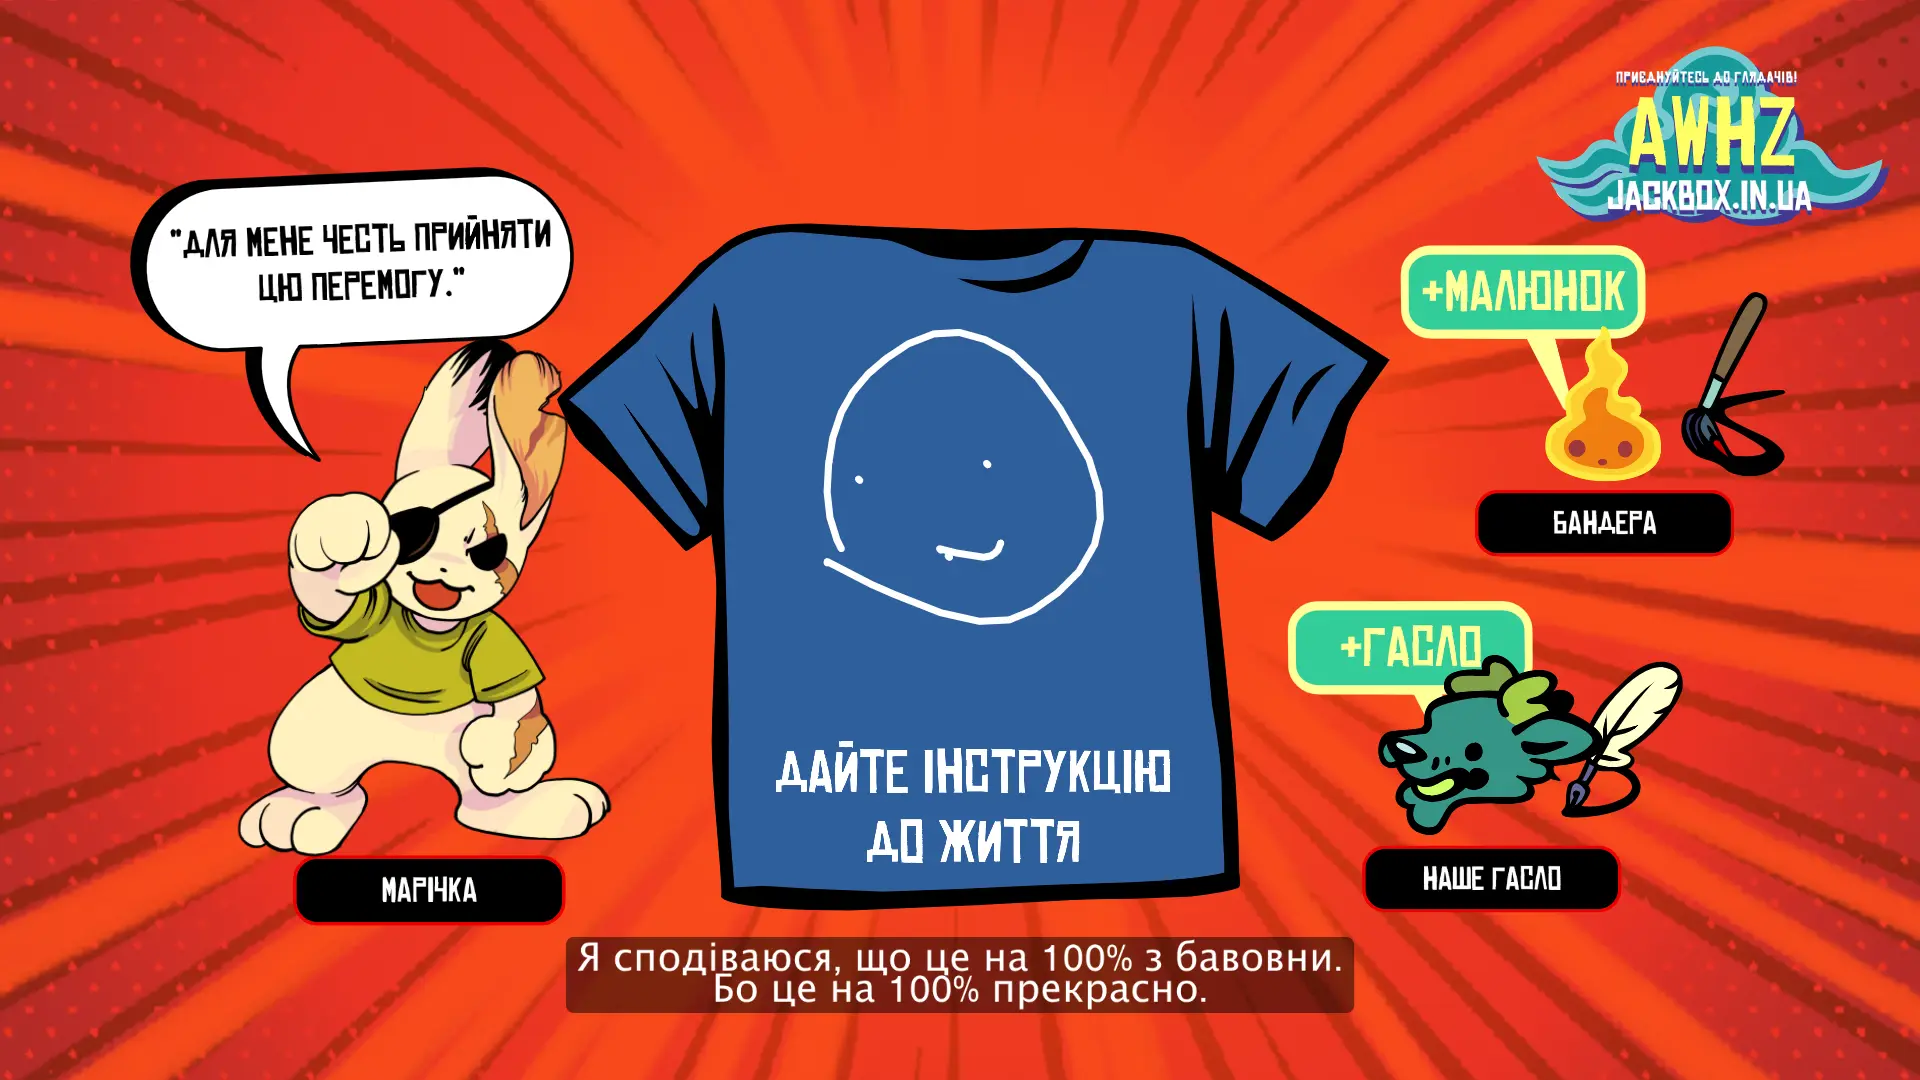 ПРИЄДНУЙТЕСЬ ДО ГЛЯДАЧІВ!
AWHZ
JACKBOX.IN.UA
"ДЛЯ МЕНЕ ЧЕСТЬ ПРИЙНЯТИ
ЦЮ ПЕРЕМОГУ."
+МАЛЮНОК
БАНДЕРА
+ГАСЛО
ДАЙТЕ ІНСТРУКЦІЮ
ДО ЖИТТЯ
МАРІЧКА
НАШЕ ГАСЛО
Я сподіваюся, що це на 100% з бавовни.
Бо це на 100% прекрасно.